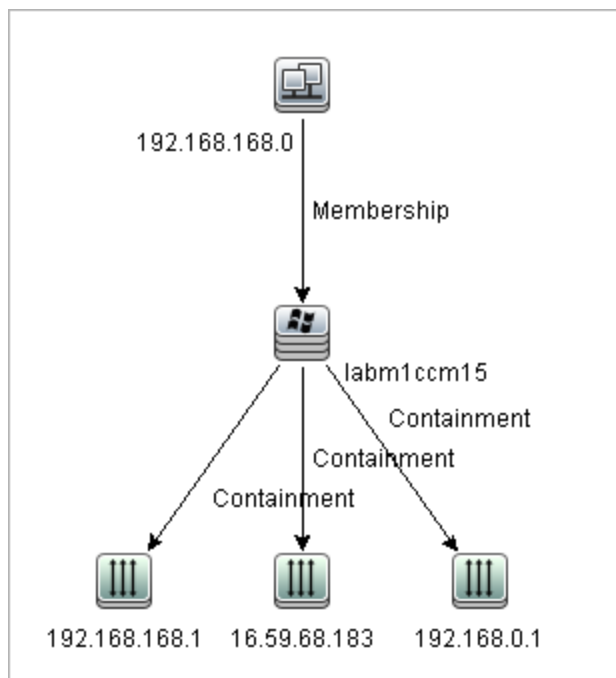 192.168.168.0
Membership
labm1ccm15
Containment
Containment
Containment
192.168.168.1
16.59.68.183
192.168.0.1